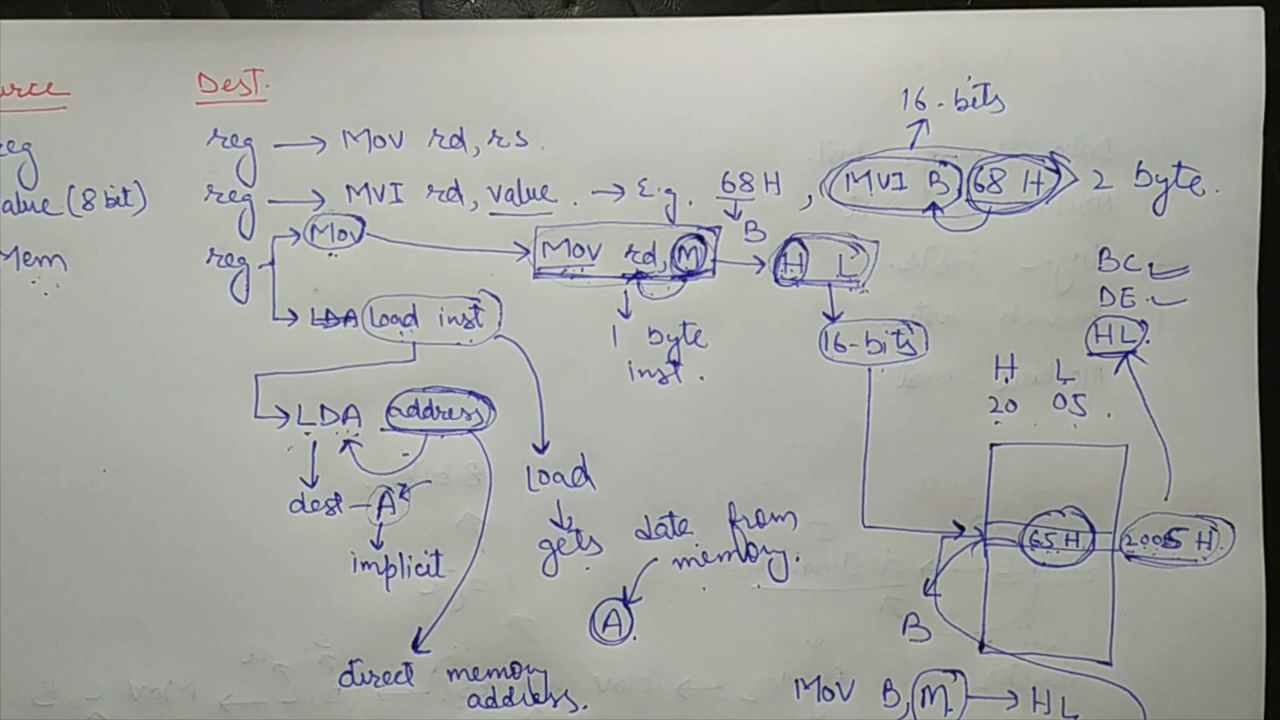 urce Dest.
reg reg → MOV rd, rs.
16-bits
alue (8 bit) reg → MVI rd, value. → E.g. 68H, MVI B 68 H 2 byte.
B
Mem reg Mov Mov rd, M → H L
BC
DE
HL
LDA Load inst
1 byte
inst.
16-bits
H L
20 05.
LDA address
dest - A
implicit
Load
gets data from
memory.
A
65 H 2005 H
B
direct memory
address.
MOV B, M → HL